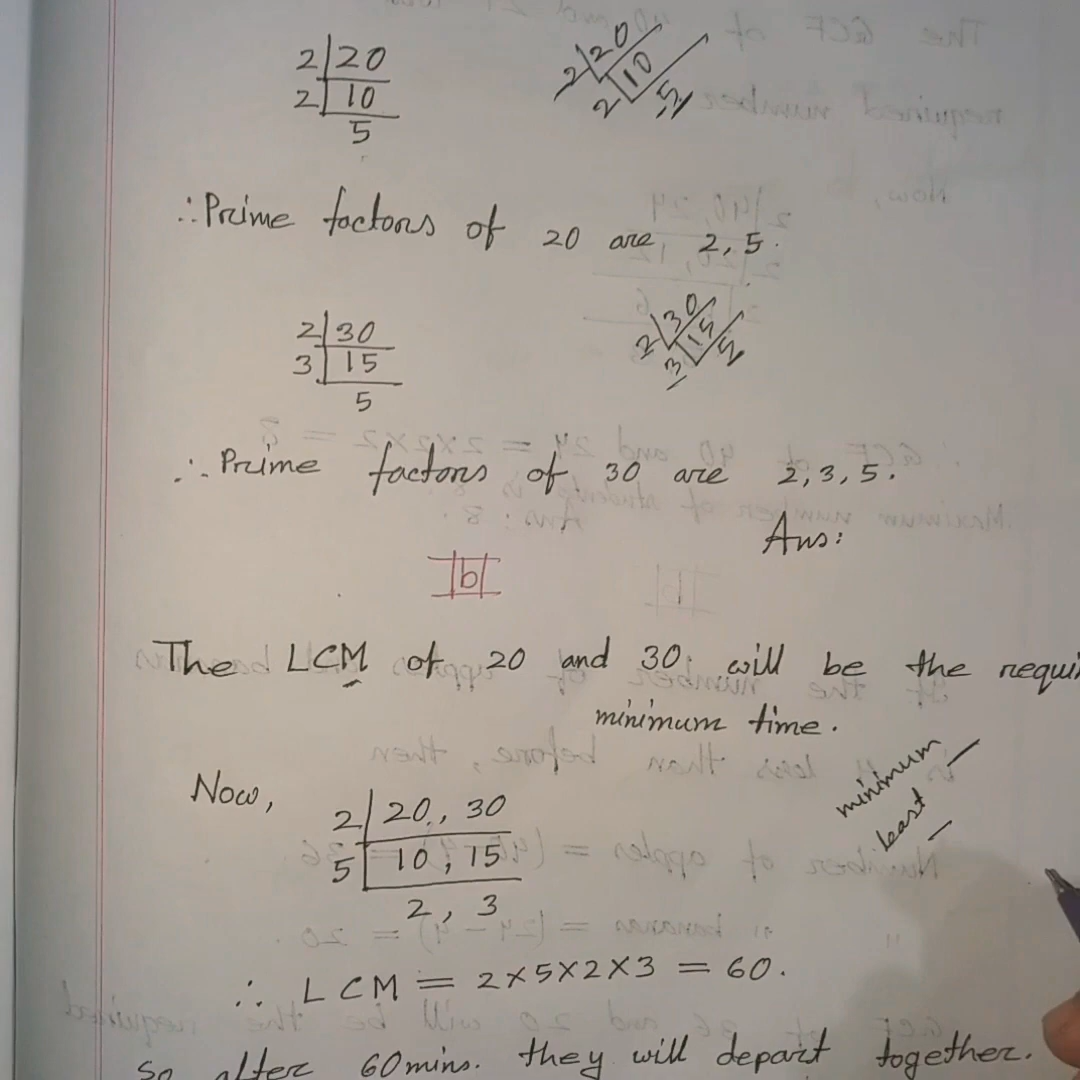 2 20 2 20
2 10 2 10
5 5
∴ Prime factors of 20 are 2, 5.
2 30 2 30
3 15 3 15
5 5
∴ Prime factors of 30 are 2, 3, 5.
Ans:
b
The LCM of 20 and 30 will be the requi
minimum time.
minimum
least
Now,
2 20, 30
5 10, 15
2, 3
∴ LCM = 2×5×2×3 = 60.
So after 60mins. they will depart together.